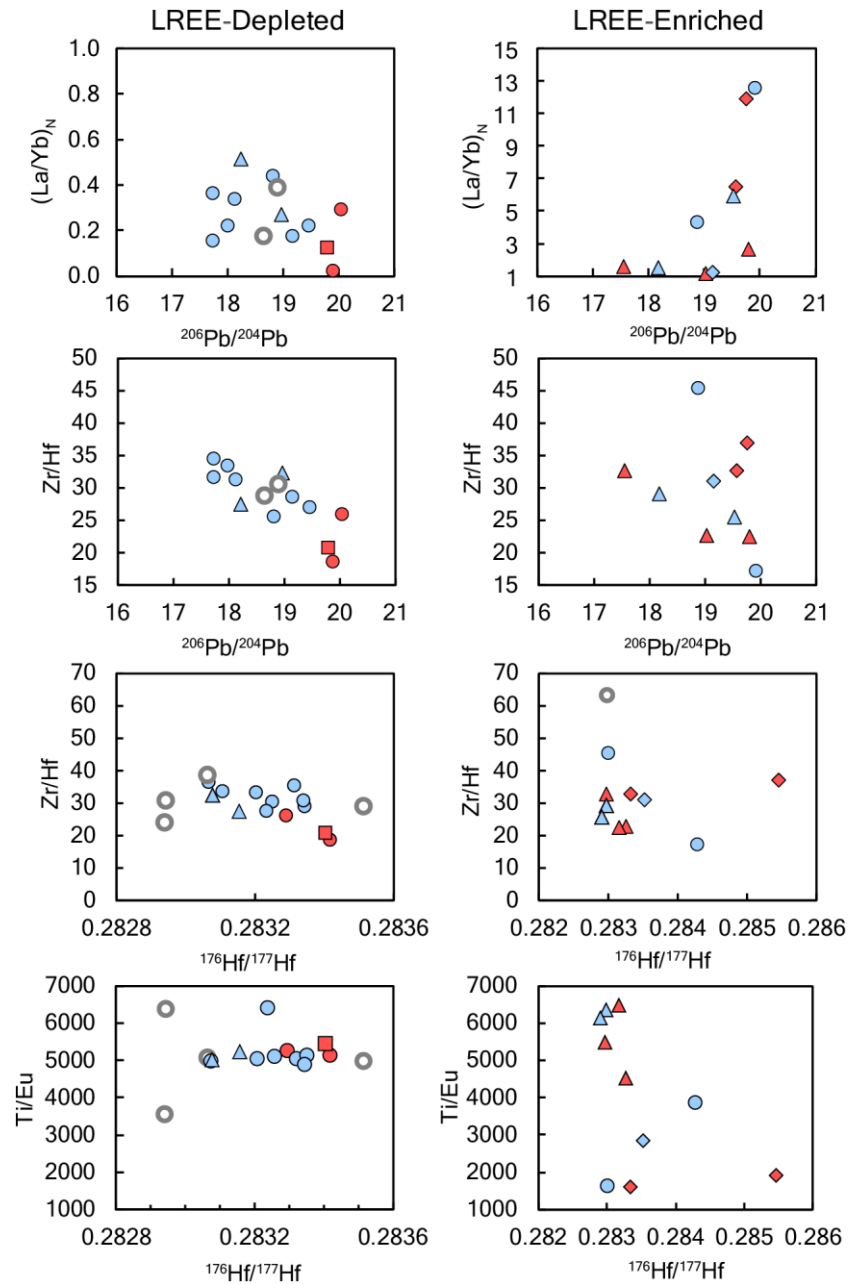 LREE-Depleted
LREE-Enriched
(La/Yb)N
1.0
0.8
0.6
0.4
0.2
0.0
16 17 18 19 20 21
²⁰⁶Pb/²⁰⁴Pb
(La/Yb)N
15
13
11
9
7
5
3
1
16 17 18 19 20 21
²⁰⁶Pb/²⁰⁴Pb
Zr/Hf
50
45
40
35
30
25
20
15
16 17 18 19 20 21
²⁰⁶Pb/²⁰⁴Pb
Zr/Hf
50
45
40
35
30
25
20
15
16 17 18 19 20 21
²⁰⁶Pb/²⁰⁴Pb
Zr/Hf
70
60
50
40
30
20
10
0
0.2828 0.2832 0.2836
¹⁷⁶Hf/¹⁷⁷Hf
Zr/Hf
70
60
50
40
30
20
10
0
0.282 0.283 0.284 0.285 0.286
¹⁷⁶Hf/¹⁷⁷Hf
Ti/Eu
7000
6000
5000
4000
3000
2000
1000
0.2828 0.2832 0.2836
¹⁷⁶Hf/¹⁷⁷Hf
Ti/Eu
7000
6000
5000
4000
3000
2000
1000
0.282 0.283 0.284 0.285 0.286
¹⁷⁶Hf/¹⁷⁷Hf